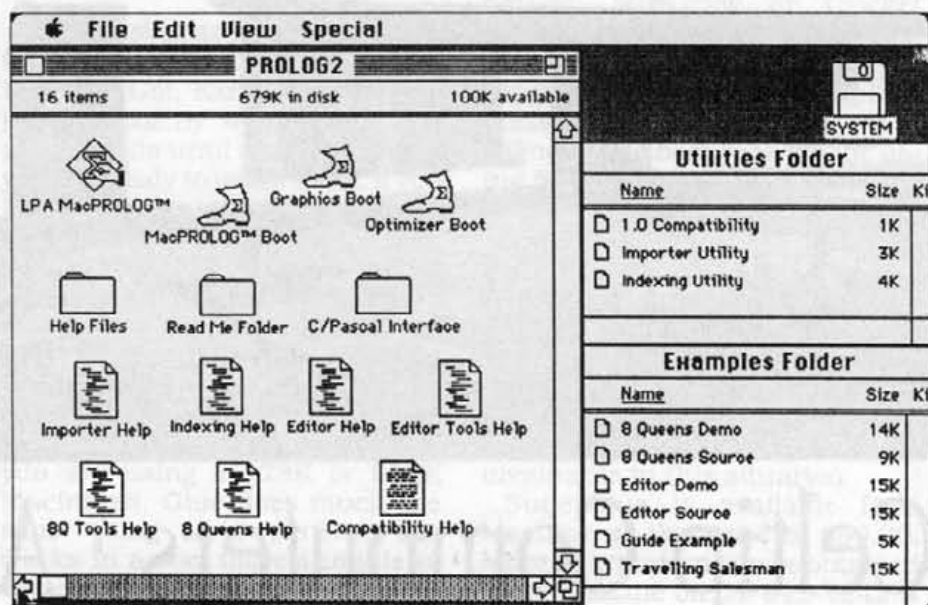 File Edit View Special
PROLOG2
16 items 679K in disk 100K available
LPA MacPROLOG™
MacPROLOG™ Boot
Graphics Boot
Optimizer Boot
Help Files
Read Me Folder
C/Pascal Interface
Importer Help
Indexing Help
Editor Help
Editor Tools Help
8Q Tools Help
8 Queens Help
Compatibility Help
SYSTEM
Utilities Folder
Name Size
1.0 Compatibility 1K
Importer Utility 3K
Indexing Utility 4K
Examples Folder
Name Size
8 Queens Demo 14K
8 Queens Source 9K
Editor Demo 15K
Editor Source 15K
Guide Example 5K
Travelling Salesman 15K